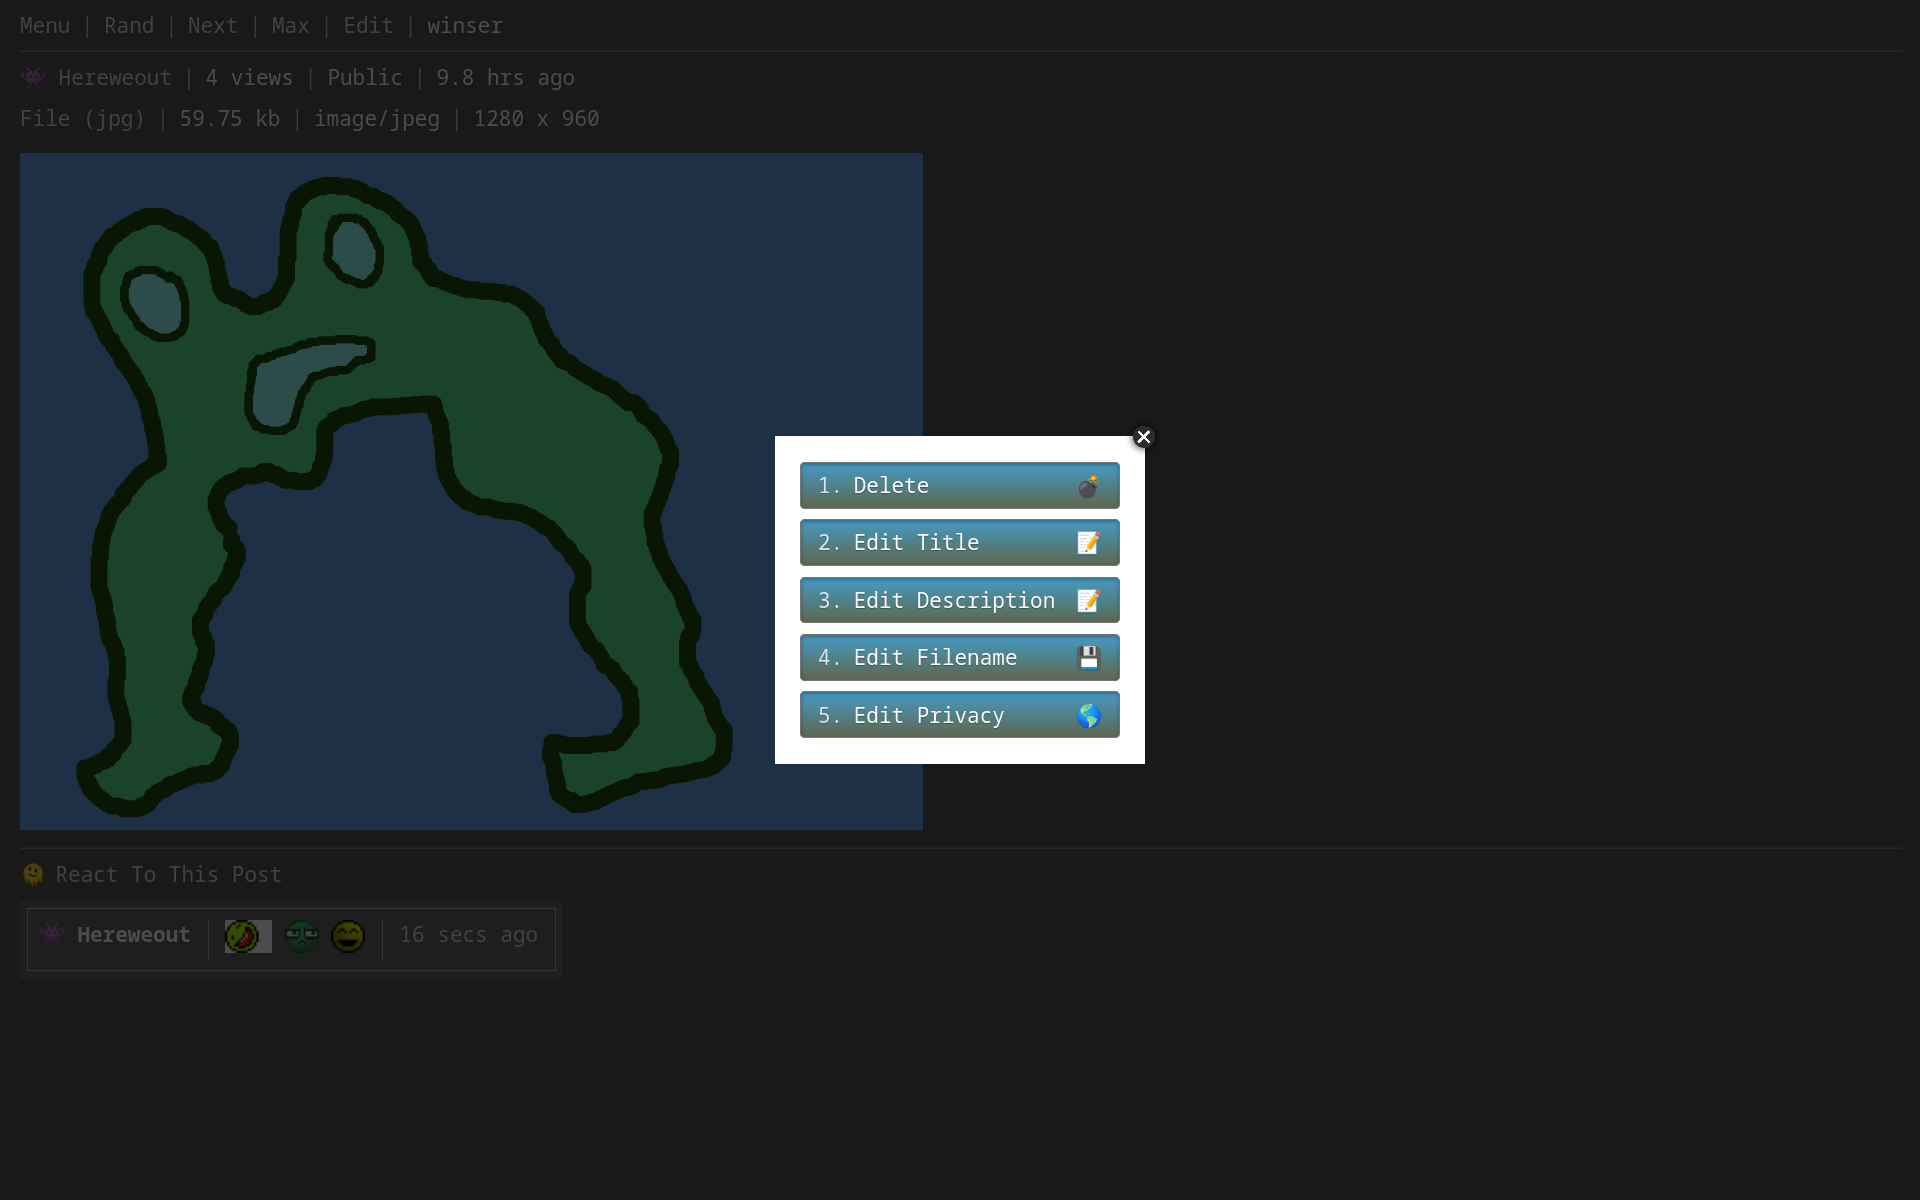 Menu | Rand | Next | Max | Edit | winser
Hereweout | 4 views | Public | 9.8 hrs ago
File (jpg) | 59.75 kb | image/jpeg | 1280 x 960
1. Delete
2. Edit Title
3. Edit Description
4. Edit Filename
5. Edit Privacy
React To This Post
Hereweout | 16 secs ago